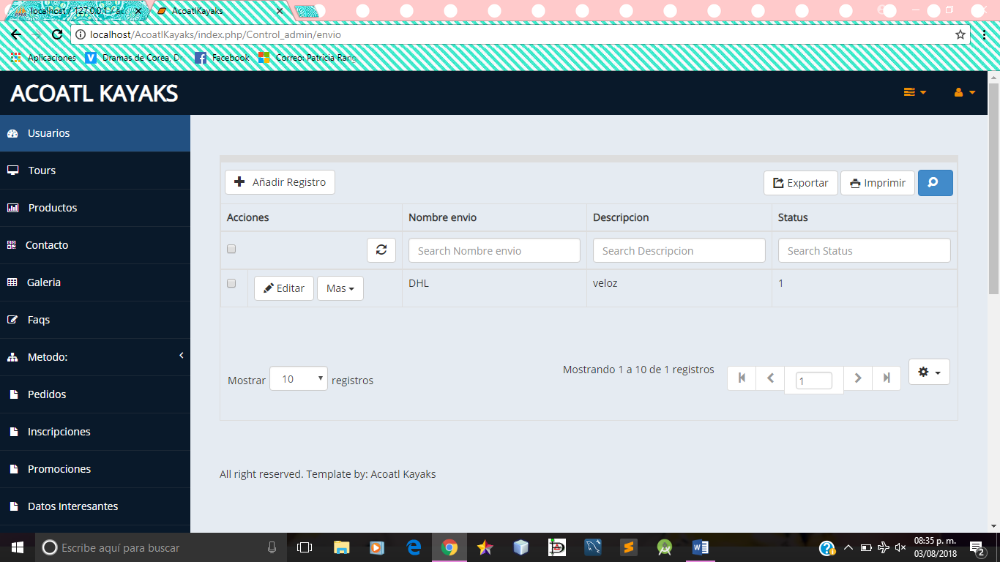 localhost / 127.0.0.1 / ac
AcoatlKayaks
localhost/AcoatlKayaks/index.php/Control_admin/envio
Aplicaciones
Dramas de Corea, Dr
Facebook
Correo: Patricia Rang
ACOATL KAYAKS
Usuarios
Tours
Productos
Contacto
Galeria
Faqs
Metodo:
Pedidos
Inscripciones
Promociones
Datos Interesantes
Añadir Registro
Exportar
Imprimir
Acciones
Nombre envio
Descripcion
Status
Search Nombre envio
Search Descripcion
Search Status
Editar
Mas
DHL
veloz
1
Mostrar
10
registros
Mostrando 1 a 10 de 1 registros
1
All right reserved. Template by: Acoatl Kayaks
Escribe aquí para buscar
08:35 p. m.
03/08/2018
2